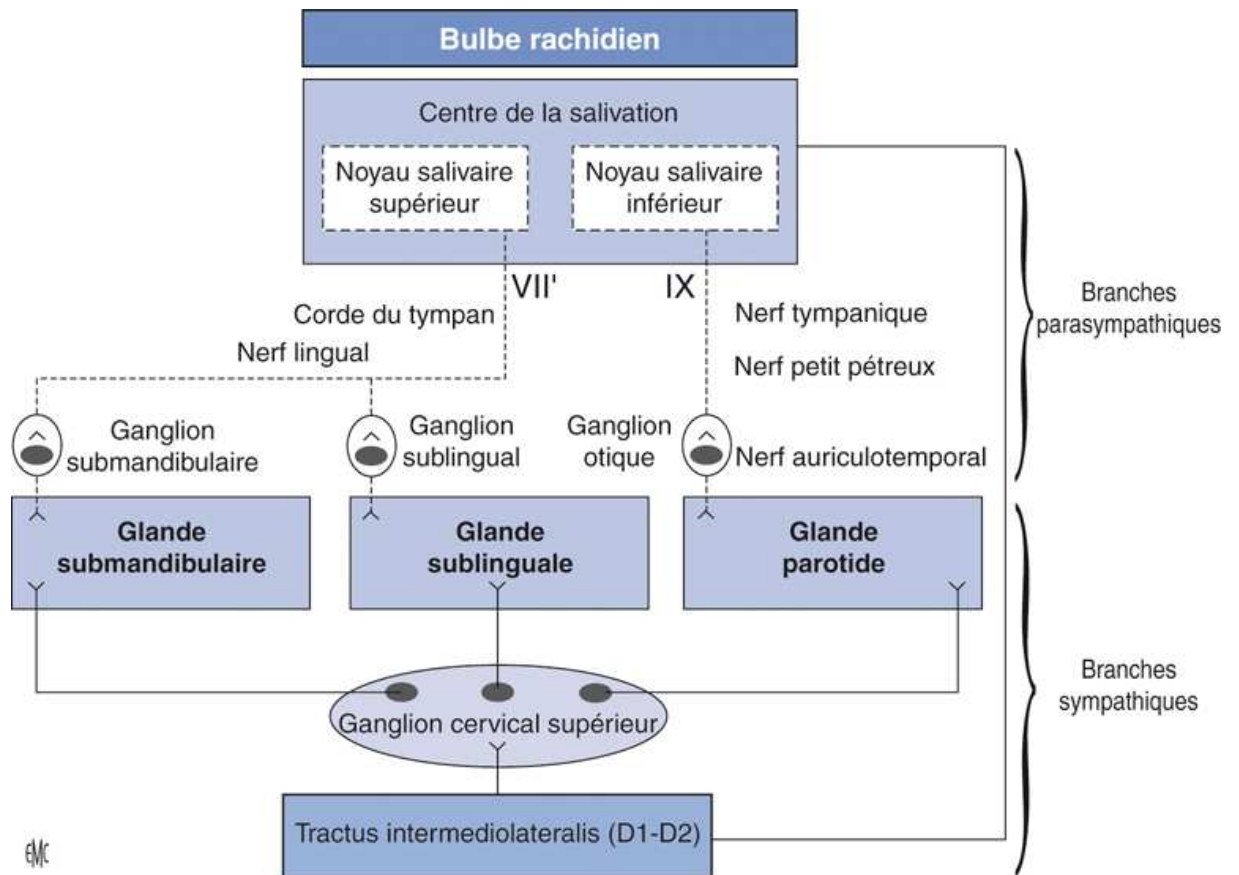 Bulbe rachidien
Centre de la salivation
Noyau salivaire
supérieur
Noyau salivaire
inférieur
VII'
IX
Corde du tympan
Nerf lingual
Nerf tympanique
Nerf petit pétreux
Branches
parasympathiques
Ganglion
submandibulaire
Ganglion
sublingual
Ganglion
otique
Nerf auriculotemporal
Glande
submandibulaire
Glande
sublinguale
Glande
parotide
Branches
sympathiques
Ganglion cervical supérieur
Tractus intermediolateralis (D1-D2)
EMC